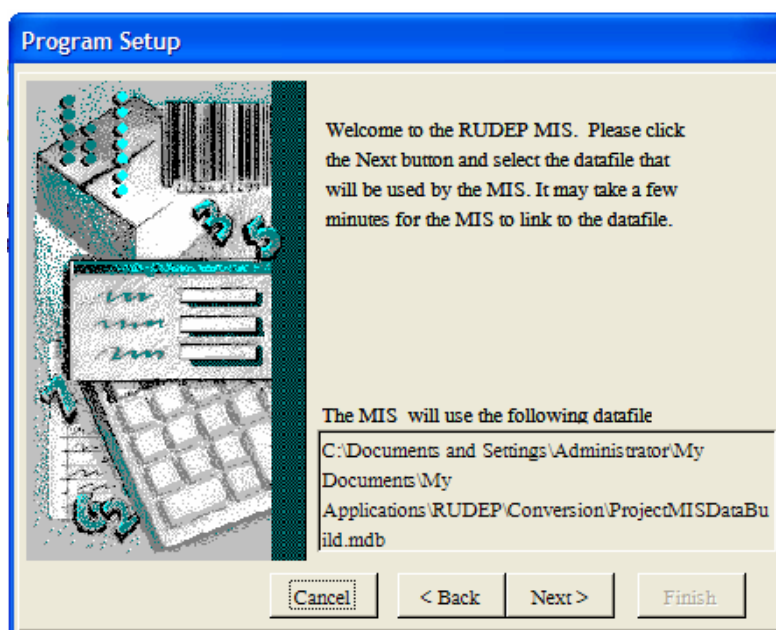 Program Setup
Welcome to the RUDEP MIS. Please click
the Next button and select the datafile that
will be used by the MIS. It may take a few
minutes for the MIS to link to the datafile.
The MIS will use the following datafile
C:\Documents and Settings\Administrator\My
Documents\My
Applications\RUDEP\Conversion\ProjectMISDataBu
ild.mdb
Cancel
< Back
Next >
Finish